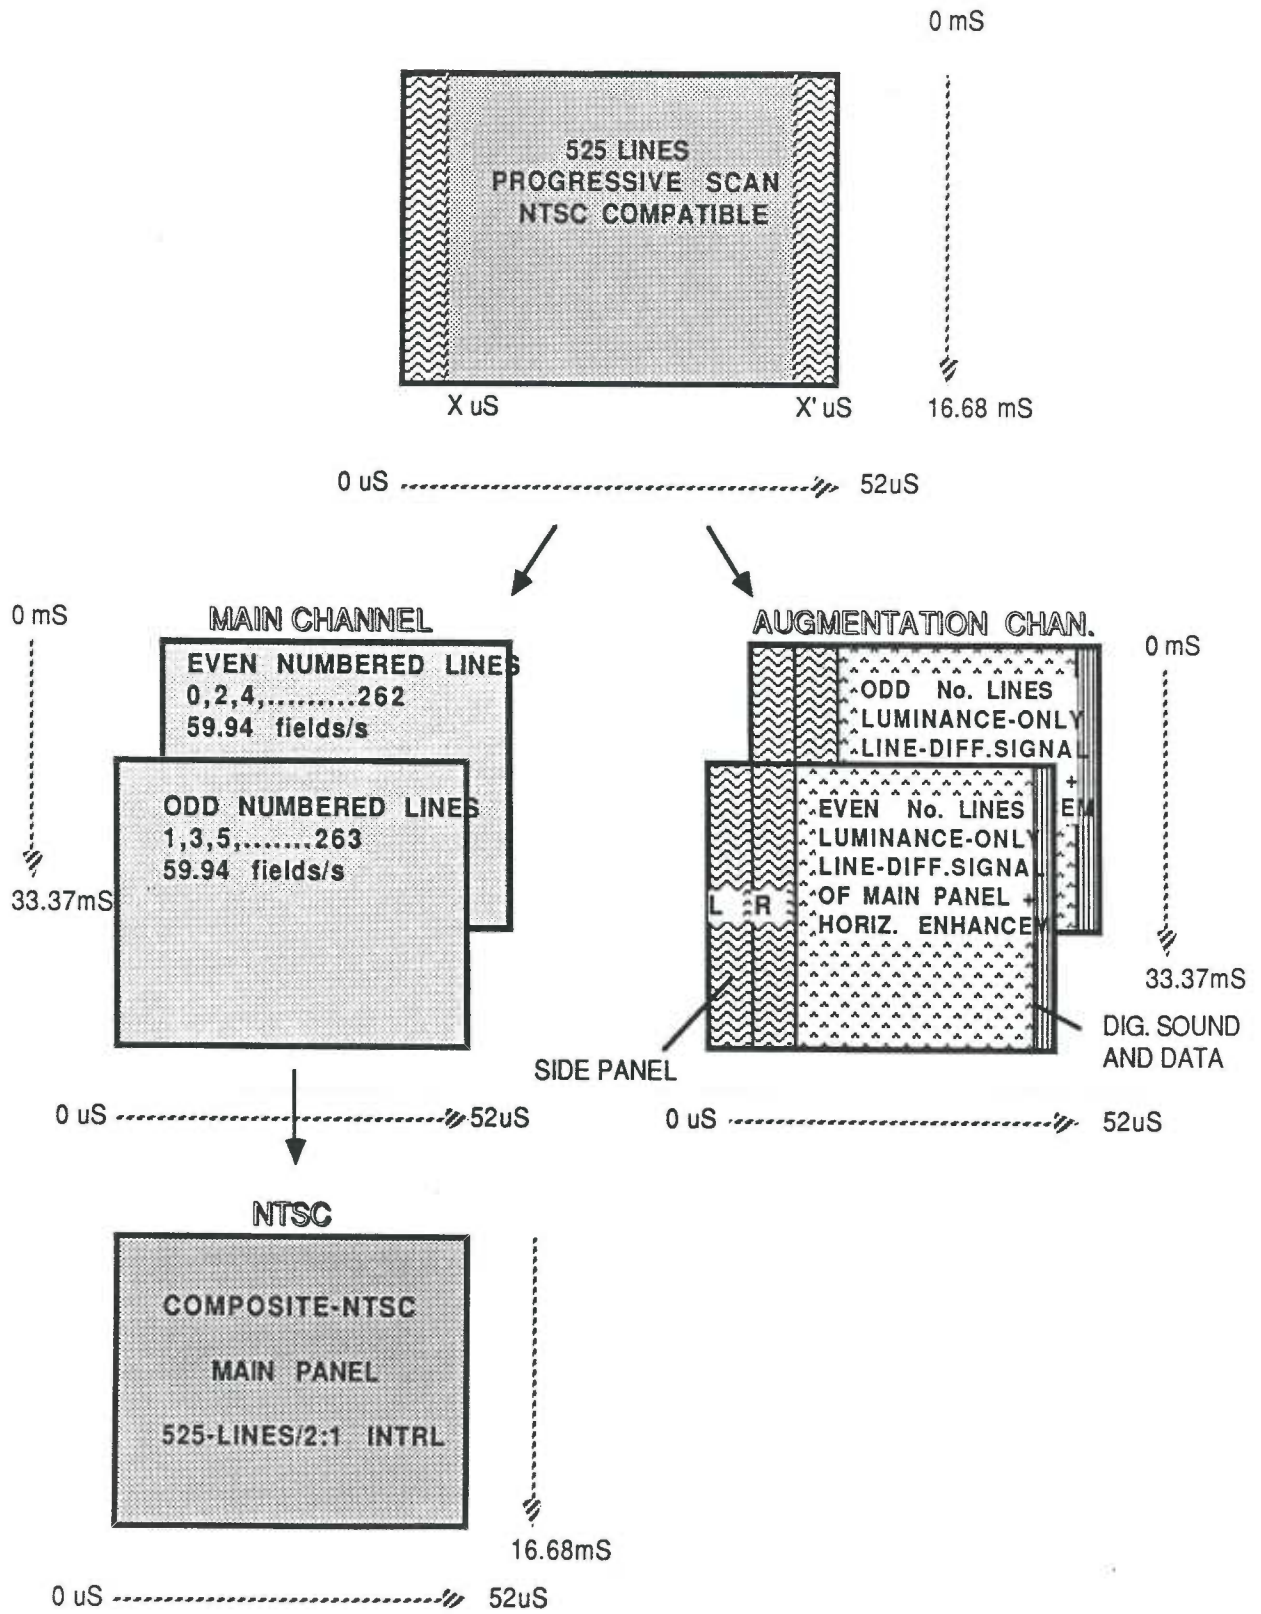 0 mS
525 LINES
PROGRESSIVE SCAN
NTSC COMPATIBLE
X uS
X' uS
16.68 mS
0 uS
52uS
MAIN CHANNEL
0 mS
EVEN NUMBERED LINES
0,2,4,.........262
59.94 fields/s
ODD NUMBERED LINES
1,3,5,.......263
59.94 fields/s
33.37mS
0 uS
52uS
AUGMENTATION CHAN.
0 mS
ODD No. LINES
LUMINANCE-ONLY
LINE-DIFF.SIGNAL
+
EM
EVEN No. LINES
LUMINANCE-ONLY
LINE-DIFF.SIGNAL
OF MAIN PANEL +
HORIZ. ENHANCEM
L R
33.37mS
DIG. SOUND
AND DATA
SIDE PANEL
0 uS
52uS
NTSC
COMPOSITE-NTSC
MAIN PANEL
525-LINES/2:1 INTRL
16.68mS
0 uS
52uS